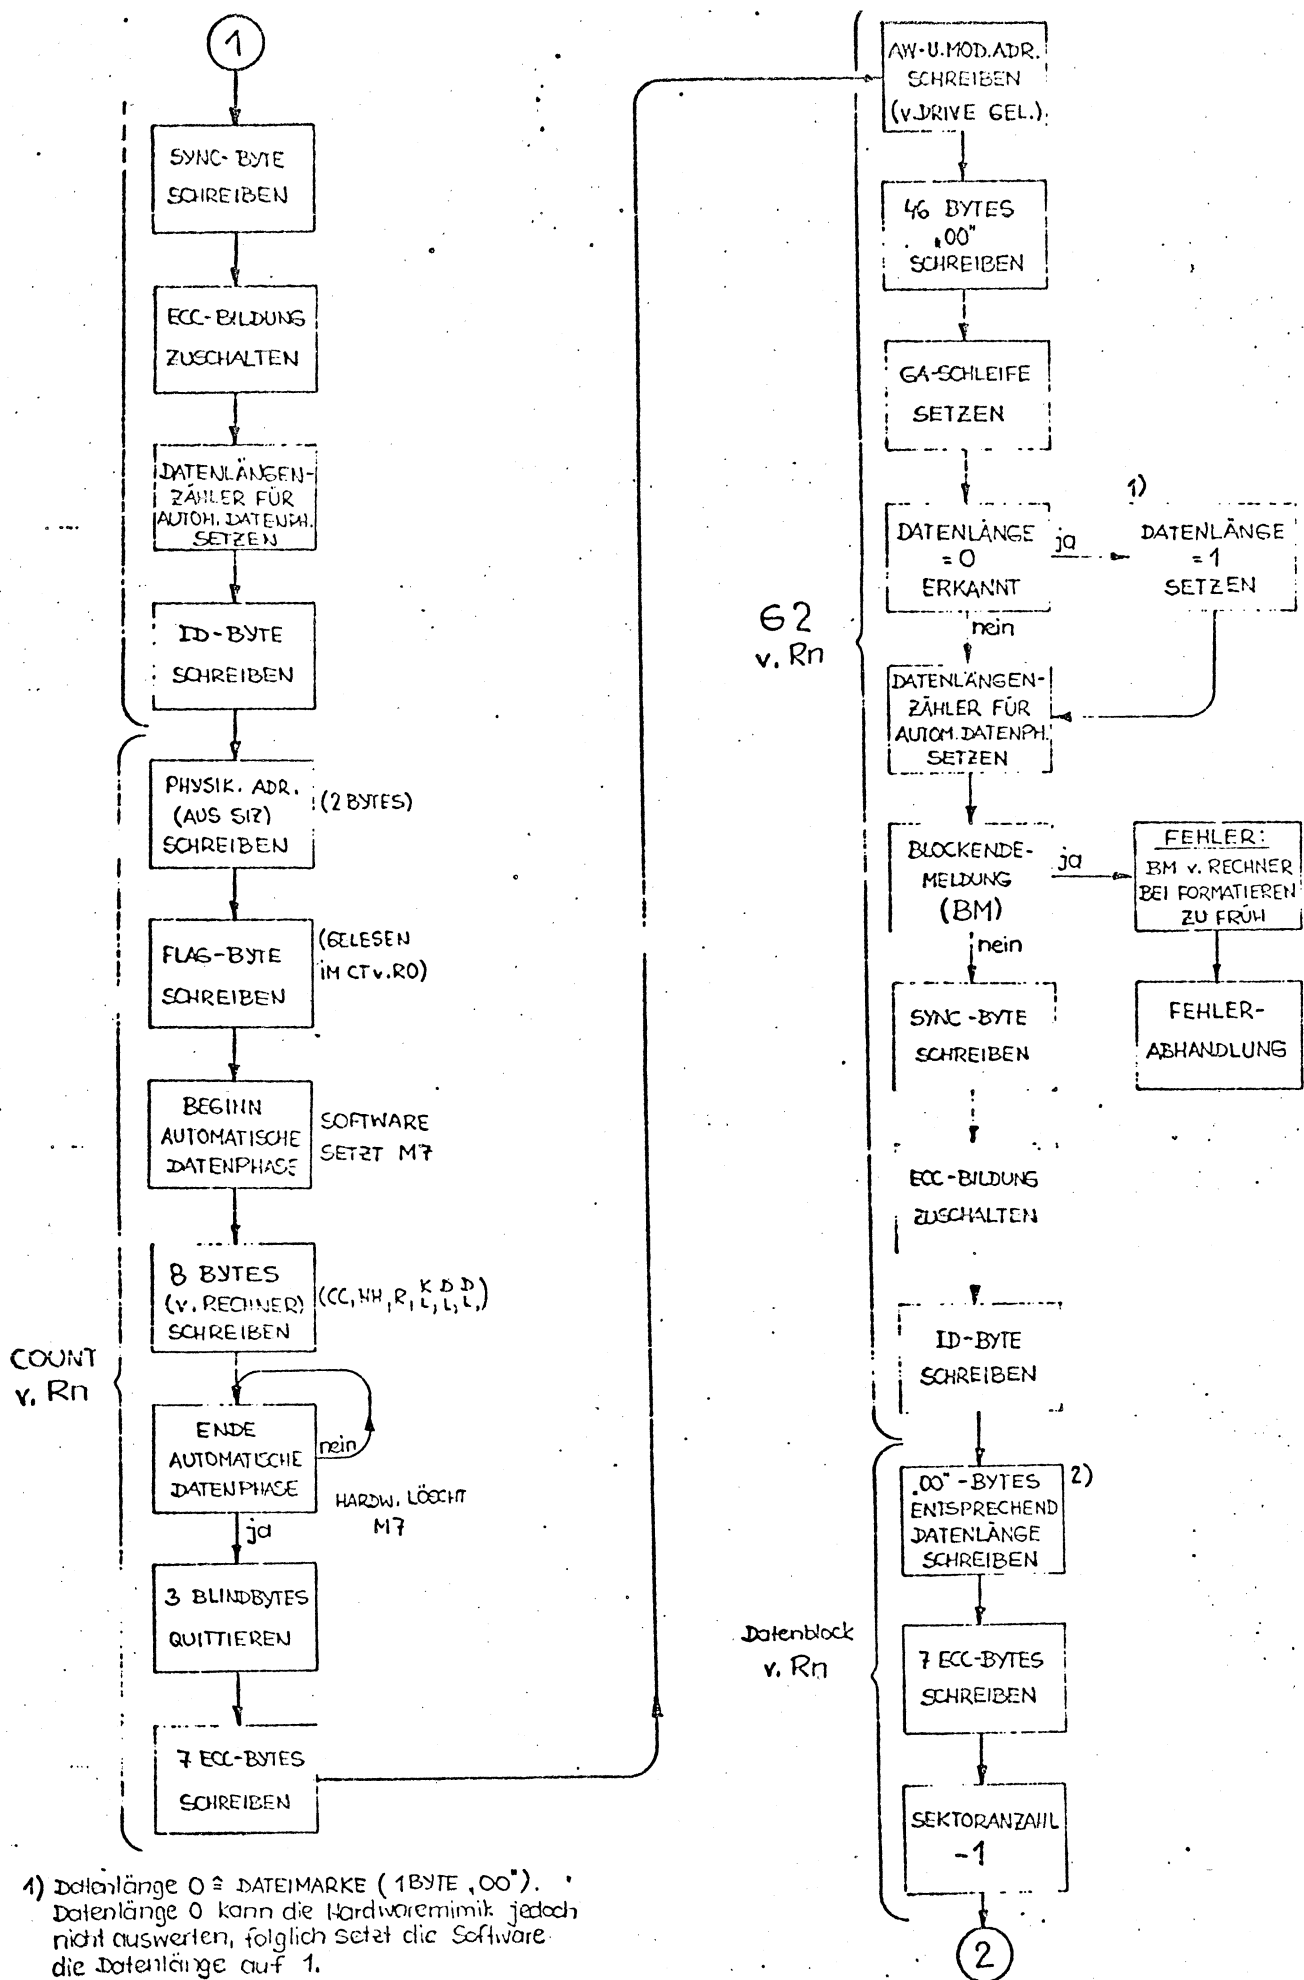 1
SYNC-BYTE
SCHREIBEN
ECC-BILDUNG
ZUSCHALTEN
DATENLÄNGEN-
ZÄHLER FÜR
AUTOM. DATENPH.
SETZEN
ID-BYTE
SCHREIBEN
PHYSIK. ADR.
(AUS SIZ)
SCHREIBEN
(2 BYTES)
FLAG-BYTE
SCHREIBEN
(GELESEN
IM CT v. R0)
BEGINN
AUTOMATISCHE
DATENPHASE
SOFTWARE
SETZT M7
8 BYTES
(v. RECHNER)
SCHREIBEN
(CC, HH, R, KL, DL, DL,)
COUNT
v. Rn
ENDE
AUTOMATISCHE
DATENPHASE
nein
HARDW. LÖSCHT
M7
ja
3 BLINDBYTES
QUITTIEREN
7 ECC-BYTES
SCHREIBEN
1) Datenlänge 0 ≙ DATEIMARKE (1BYTE „00").
Datenlänge 0 kann die Hardwaremimik jedoch
nicht auswerten, folglich setzt die Software
die Datenlänge auf 1.
AW-U.MOD.ADR.
SCHREIBEN
(v.DRIVE GEL.)
46 BYTES
„00"
SCHREIBEN
GA-SCHLEIFE
SETZEN
DATENLÄNGE
=0
ERKANNT
ja
1)
DATENLÄNGE
=1
SETZEN
nein
G2
v. Rn
DATENLÄNGEN-
ZÄHLER FÜR
AUTOM.DATENPH.
SETZEN
BLOCKENDE-
MELDUNG
(BM)
ja
FEHLER:
BM v. RECHNER
BEI FORMATIEREN
ZU FRÜH
nein
FEHLER-
ABHANDLUNG
SYNC-BYTE
SCHREIBEN
ECC-BILDUNG
ZUSCHALTEN
ID-BYTE
SCHREIBEN
„00"-BYTES
ENTSPRECHEND
DATENLÄNGE
SCHREIBEN
2)
Datenblock
v. Rn
7 ECC-BYTES
SCHREIBEN
SEKTORANZAHL
-1
2